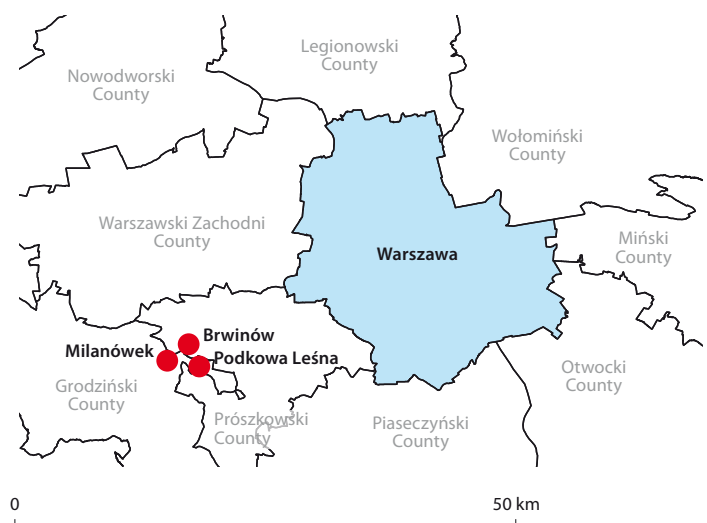 Legionowski
County
Nowodworski
County
Wołomiński
County
Warszawski Zachodni
County
Miński
County
Warszawa
Brwinów
Milanówek
Podkowa Leśna
Otwocki
County
Grodziński
County
Prószkowski
County
Piaseczyński
County
0
50 km